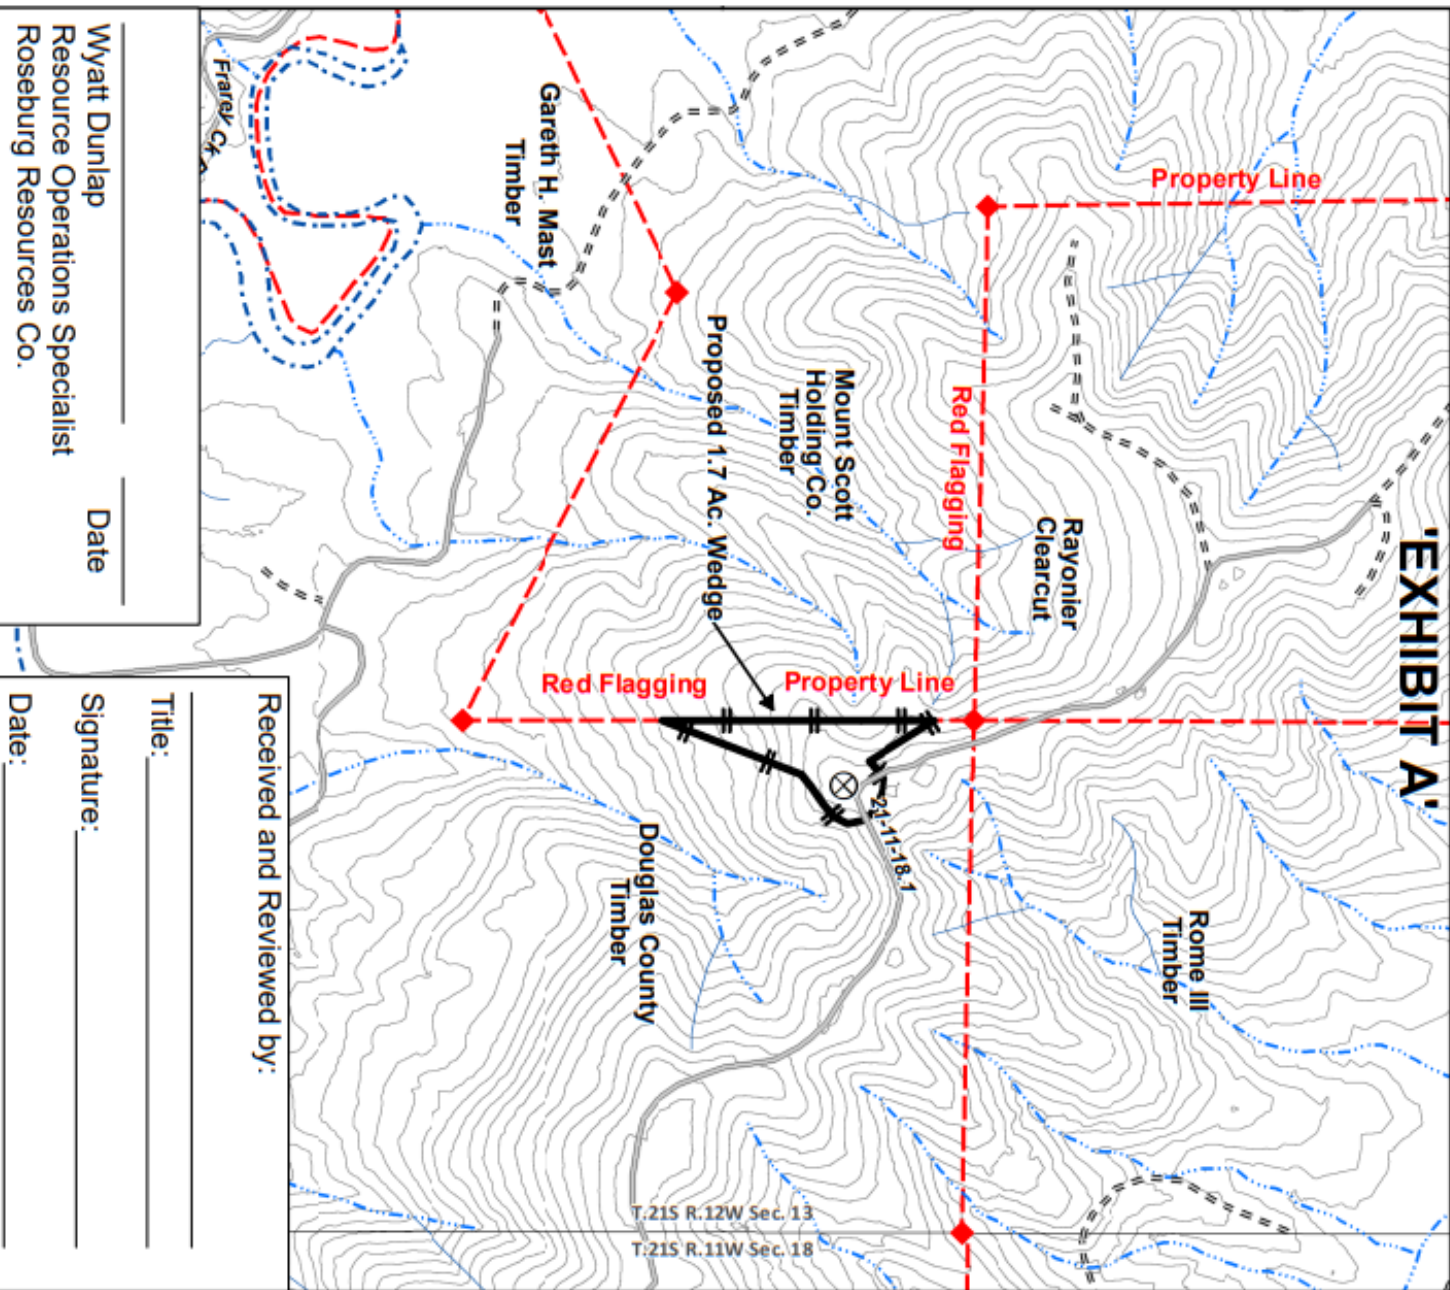 'EXHIBIT A'
Property Line
Red Flagging
Rayonier
Clearcut
Rome III
Timber
Mount Scott
Holding Co.
Timber
Proposed 1.7 Ac. Wedge
Gareth H. Mast
Timber
Property Line
Red Flagging
21-11-18.1
Douglas County
Timber
T.21S R.12W Sec. 13
T.21S R.11W Sec. 18
Frarey Ck
Wyatt Dunlap
Date
Resource Operations Specialist
Roseburg Resources Co.
Received and Reviewed by:
Title:
Signature:
Date: